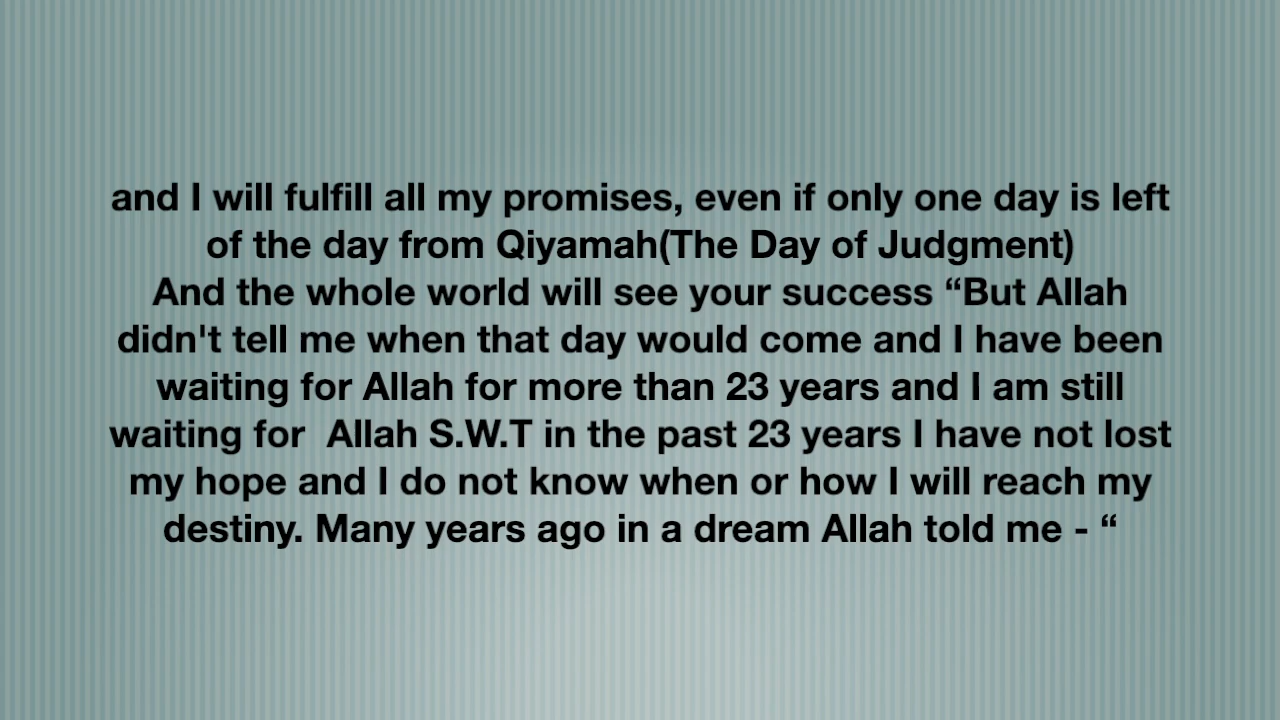 and I will fulfill all my promises, even if only one day is left
of the day from Qiyamah(The Day of Judgment)
And the whole world will see your success “But Allah
didn't tell me when that day would come and I have been
waiting for Allah for more than 23 years and I am still
waiting for  Allah S.W.T in the past 23 years I have not lost
my hope and I do not know when or how I will reach my
destiny. Many years ago in a dream Allah told me - “